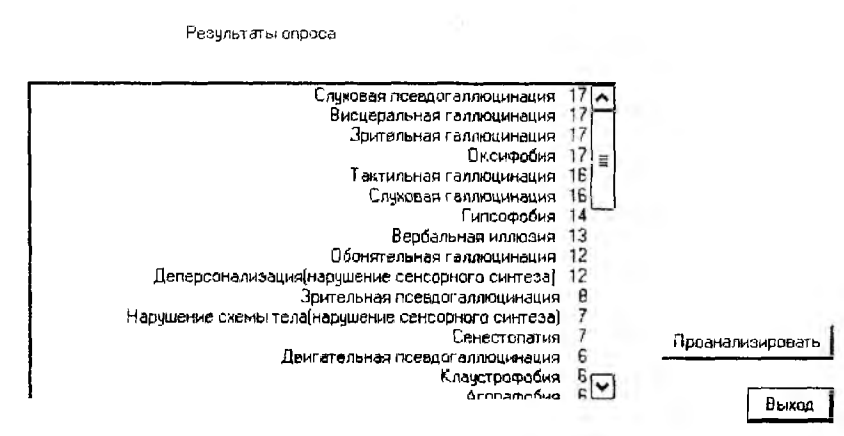 Результаты опроса
Слуховая псевдогаллюцинация 17
Висцеральная галлюцинация 17
Зрительная галлюцинация 17
Оксифобия 17
Тактильная галлюцинация 16
Слуховая галлюцинация 16
Гипсофобия 14
Вербальная иллюзия 13
Обонятельная галлюцинация 12
Деперсонализация(нарушение сенсорного синтеза) 12
Зрительная псевдогаллюцинация 8
Нарушение схемы тела(нарушение сенсорного синтеза) 7
Сенестопатия 7
Двигательная псевдогаллюцинация 6
Клаустрофобия 6
Агорафобия 6
Проанализировать
Выход